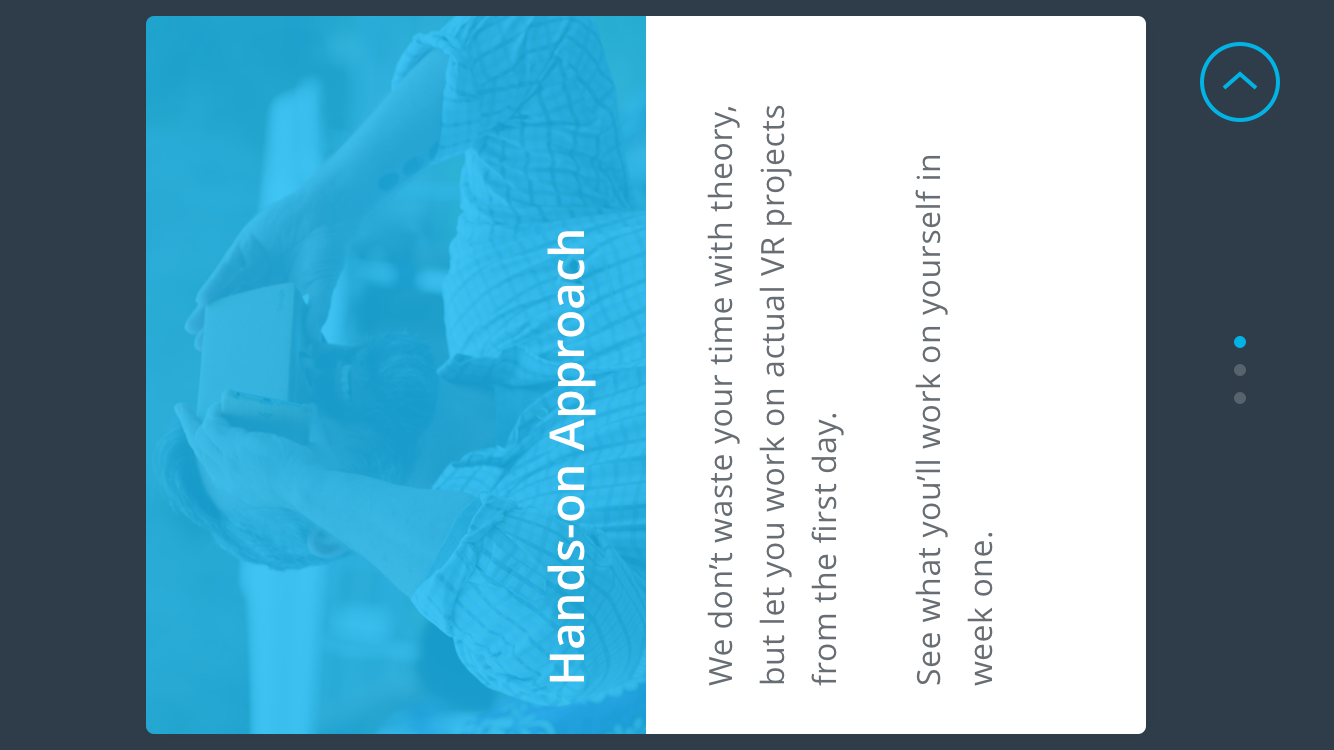 Hands-on Approach
We don’t waste your time with theory,
but let you work on actual VR projects
from the first day.
See what you’ll work on yourself in
week one.